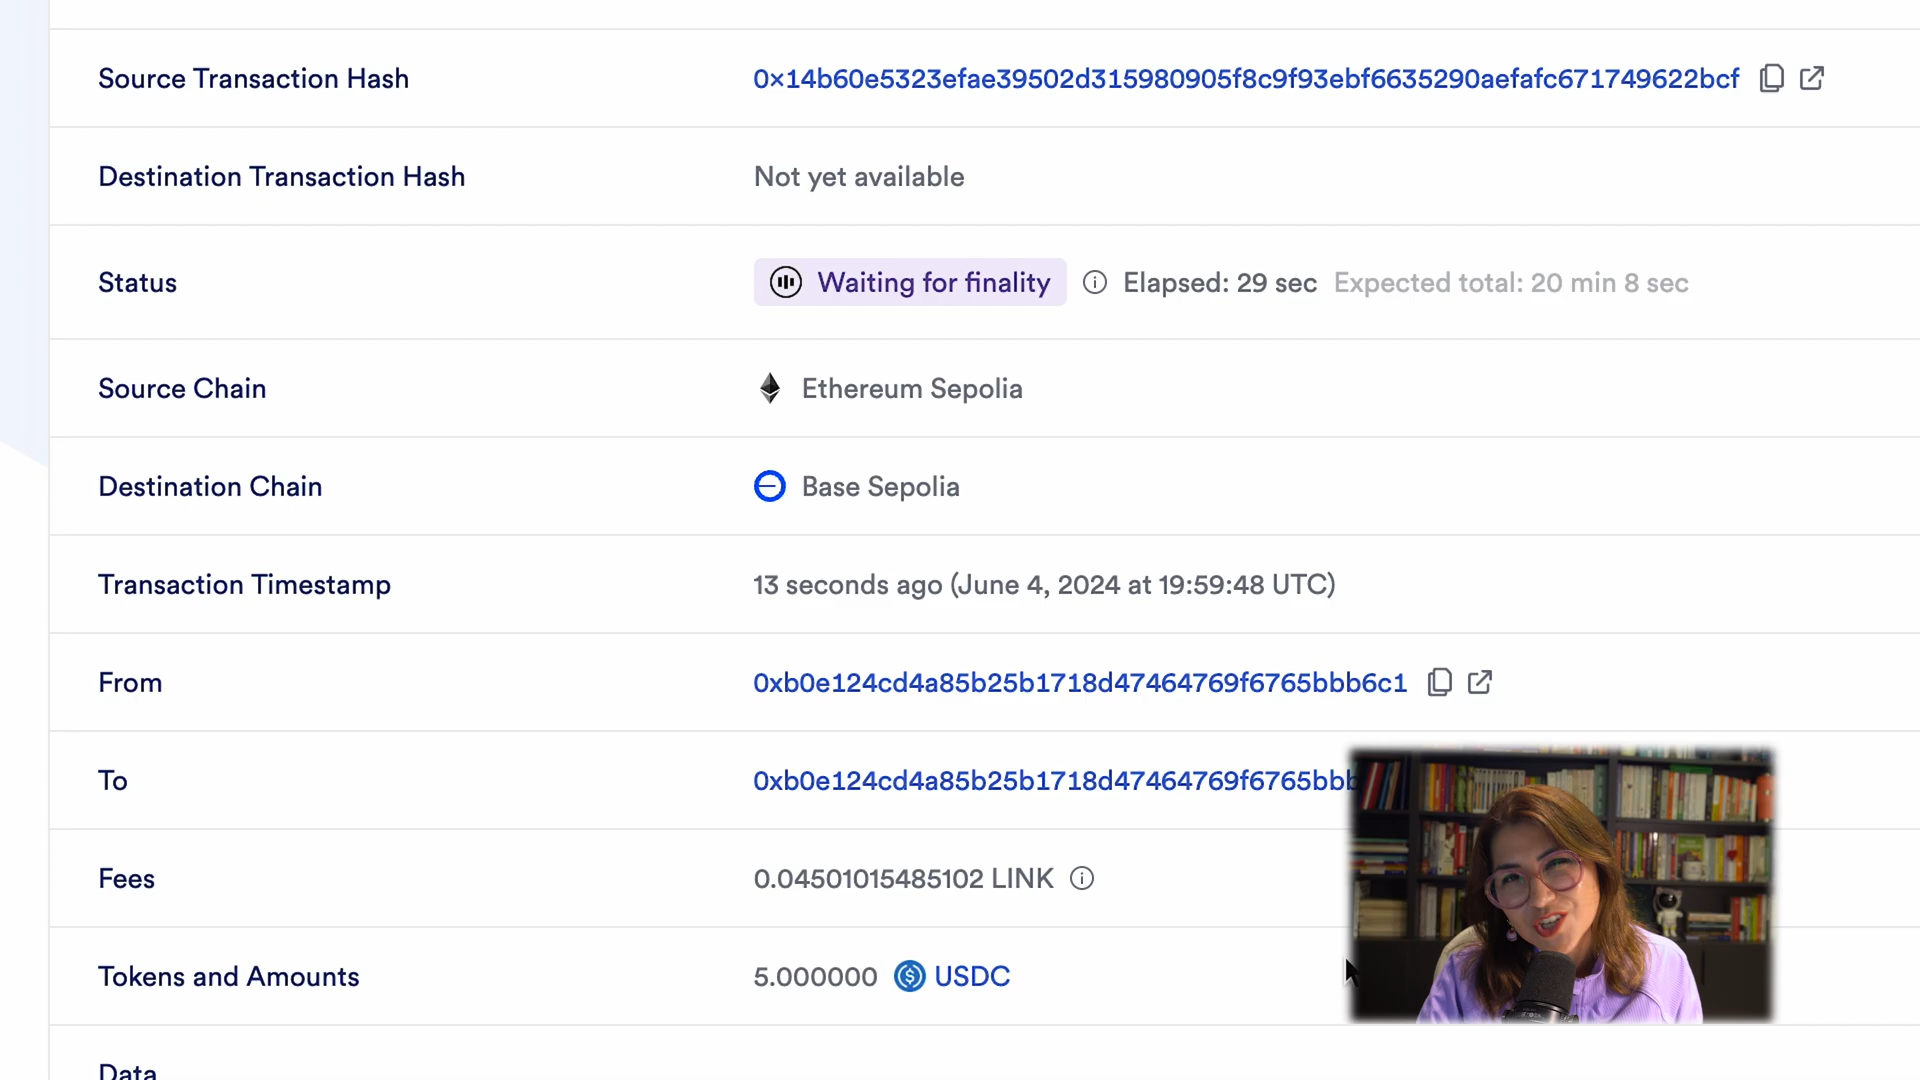 Source Transaction Hash
0x14b60e5323efae39502d315980905f8c9f93ebf6635290aefafc671749622bcf
Destination Transaction Hash
Not yet available
Status
Waiting for finality Elapsed: 29 sec Expected total: 20 min 8 sec
Source Chain
Ethereum Sepolia
Destination Chain
Base Sepolia
Transaction Timestamp
13 seconds ago (June 4, 2024 at 19:59:48 UTC)
From
0xb0e124cd4a85b25b1718d47464769f6765bbb6c1
To
0xb0e124cd4a85b25b1718d47464769f6765bbb
Fees
0.04501015485102 LINK
Tokens and Amounts
5.000000 USDC
Data